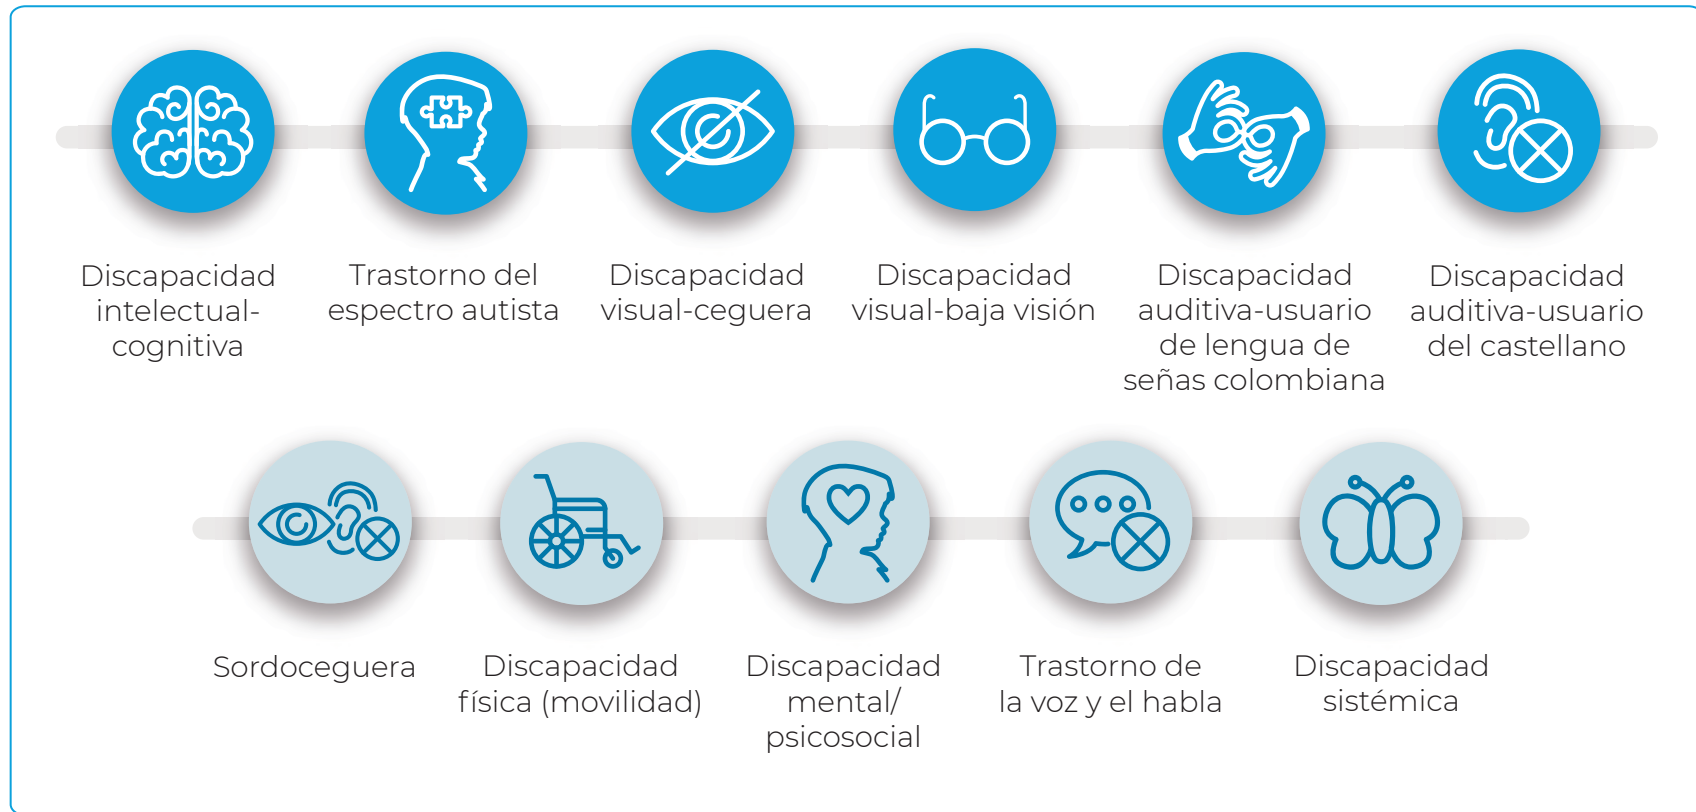 Discapacidad
intelectual-
cognitiva
Trastorno del
espectro autista
Discapacidad
visual-ceguera
Discapacidad
visual-baja visión
Discapacidad
auditiva-usuario
de lengua de
señas colombiana
Discapacidad
auditiva-usuario
del castellano
Sordoceguera
Discapacidad
física (movilidad)
Discapacidad
mental/
psicosocial
Trastorno de
la voz y el habla
Discapacidad
sistémica